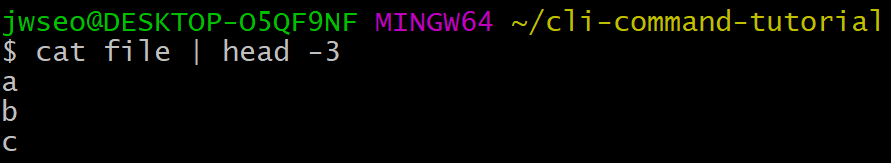 jwseo@DESKTOP-O5QF9NF MINGW64 ~/cli-command-tutorial
$ cat file | head -3
a
b
c